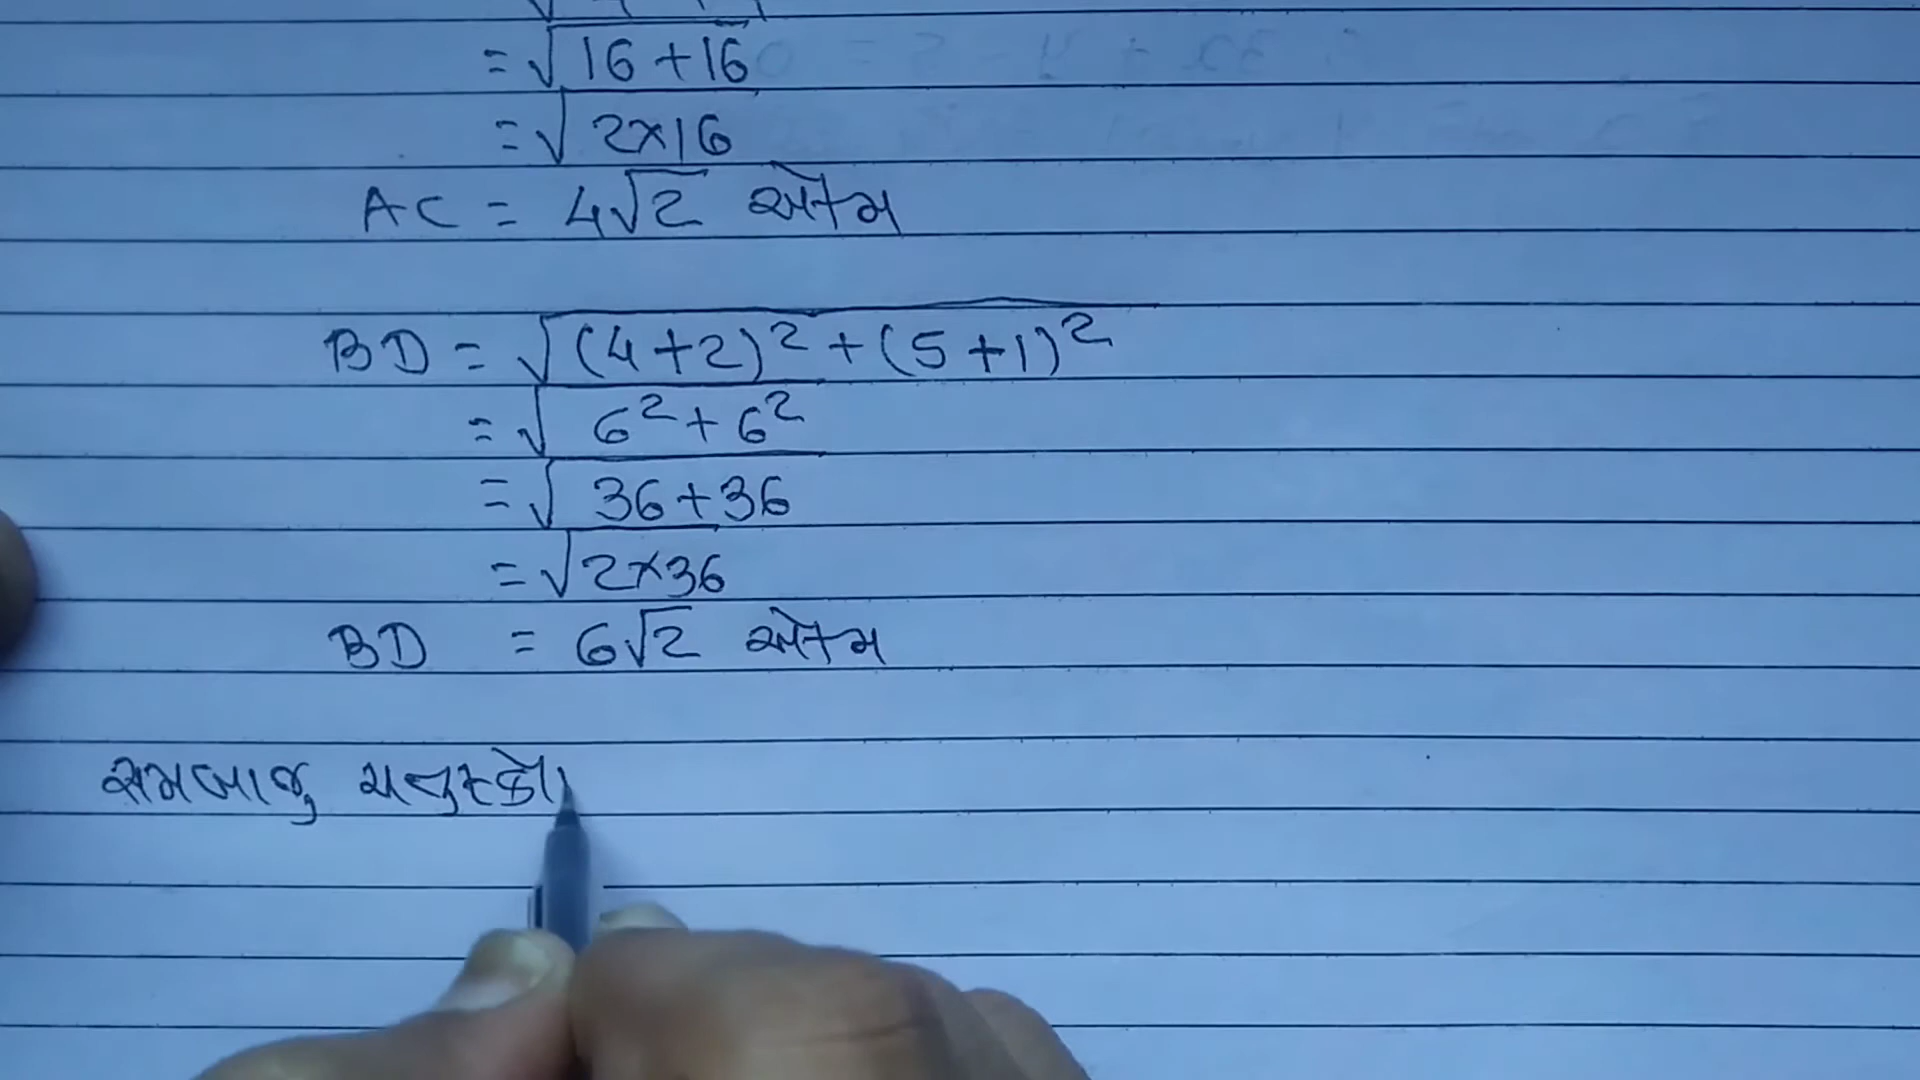 = √16+16
= √2×16
AC = 4√2 એકમ
BD = √(4+2)² + (5+1)²
= √6² + 6²
= √36+36
= √2×36
BD = 6√2 એકમ
સમબાજુ ચતુષ્કો